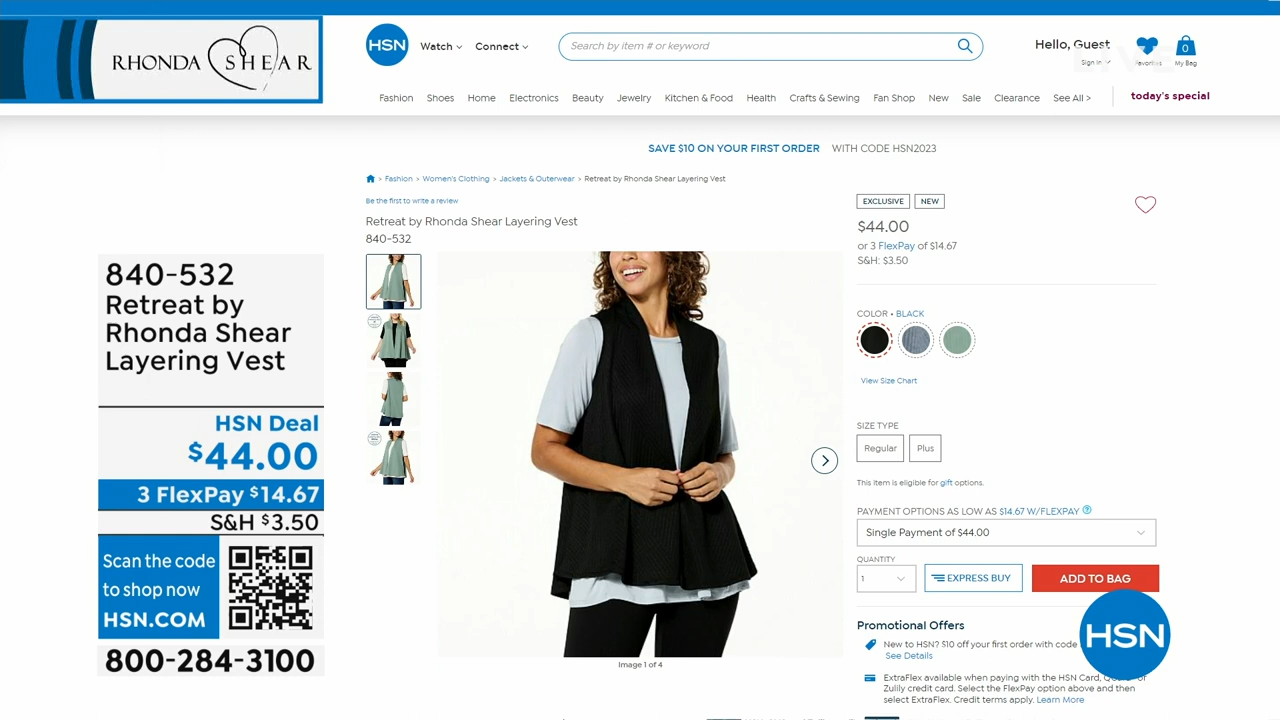 RHONDA SHEAR
HSN
Watch
Connect
Search by item # or keyword
Hello, Guest
Sign In
Favorites
0
My Bag
Fashion Shoes Home Electronics Beauty Jewelry Kitchen & Food Health Crafts & Sewing Fan Shop New Sale Clearance See All >
today's special
SAVE $10 ON YOUR FIRST ORDER WITH CODE HSN2023
> Fashion > Women's Clothing > Jackets & Outerwear > Retreat by Rhonda Shear Layering Vest
Be the first to write a review
Retreat by Rhonda Shear Layering Vest
840-532
EXCLUSIVE
NEW
$44.00
or 3 FlexPay of $14.67
S&H: $3.50
COLOR • BLACK
View Size Chart
SIZE TYPE
Regular
Plus
This item is eligible for gift options.
PAYMENT OPTIONS AS LOW AS $14.67 W/FLEXPAY
Single Payment of $44.00
QUANTITY
1
EXPRESS BUY
ADD TO BAG
Promotional Offers
New to HSN? $10 off your first order with code
See Details
ExtraFlex available when paying with the HSN Card, or
Zulily credit card. Select the FlexPay option above and then
select ExtraFlex. Credit terms apply. Learn More
Image 1 of 4
840-532
Retreat by
Rhonda Shear
Layering Vest
HSN Deal
$44.00
3 FlexPay $14.67
S&H $3.50
Scan the code
to shop now
HSN.COM
800-284-3100
HSN